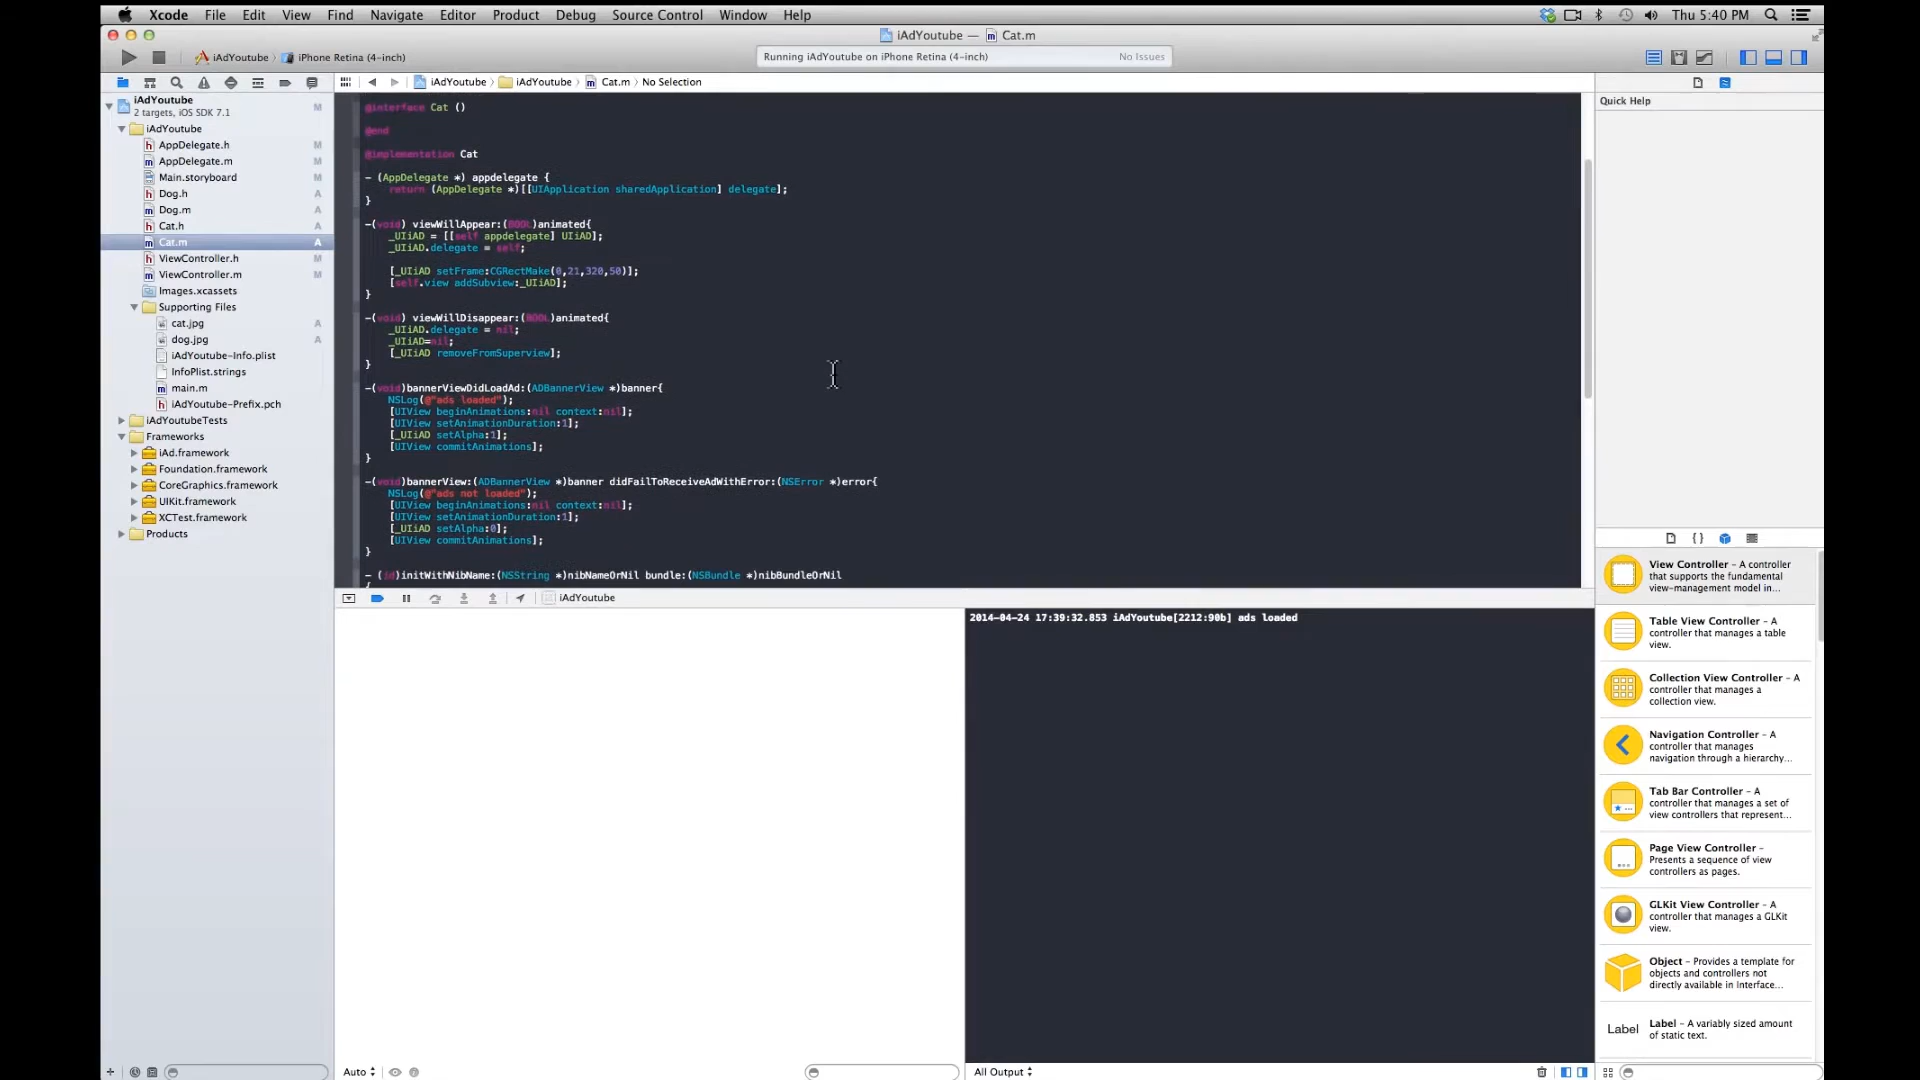 Xcode File Edit View Find Navigate Editor Product Debug Source Control Window Help Thu 5:40 PM
iAdYoutube — Cat.m
iAdYoutube iPhone Retina (4-inch) Running iAdYoutube on iPhone Retina (4-inch) No Issues
iAdYoutube iAdYoutube Cat.m No Selection
iAdYoutube M
2 targets, iOS SDK 7.1
iAdYoutube
AppDelegate.h M
AppDelegate.m M
Main.storyboard M
Dog.h A
Dog.m A
Cat.h A
Cat.m A
ViewController.h M
ViewController.m M
Images.xcassets
Supporting Files
cat.jpg A
dog.jpg A
iAdYoutube-Info.plist
InfoPlist.strings
main.m
iAdYoutube-Prefix.pch
iAdYoutubeTests
Frameworks
iAd.framework
Foundation.framework
CoreGraphics.framework
UIKit.framework
XCTest.framework
Products
@interface Cat ()
@end
@implementation Cat
- (AppDelegate *) appdelegate {
return (AppDelegate *)[[UIApplication sharedApplication] delegate];
}
-(void) viewWillAppear:(BOOL)animated{
_UIiAD = [[self appdelegate] UIiAD];
_UIiAD.delegate = self;
[_UIiAD setFrame:CGRectMake(0,21,320,50)];
[self.view addSubview:_UIiAD];
}
-(void) viewWillDisappear:(BOOL)animated{
_UIiAD.delegate = nil;
_UIiAD=nil;
[_UIiAD removeFromSuperview];
}
-(void)bannerViewDidLoadAd:(ADBannerView *)banner{
NSLog(@"ads loaded");
[UIView beginAnimations:nil context:nil];
[UIView setAnimationDuration:1];
[_UIiAD setAlpha:1];
[UIView commitAnimations];
}
-(void)bannerView:(ADBannerView *)banner didFailToReceiveAdWithError:(NSError *)error{
NSLog(@"ads not loaded");
[UIView beginAnimations:nil context:nil];
[UIView setAnimationDuration:1];
[_UIiAD setAlpha:0];
[UIView commitAnimations];
}
- (id)initWithNibName:(NSString *)nibNameOrNil bundle:(NSBundle *)nibBundleOrNil
{
iAdYoutube
2014-04-24 17:39:32.853 iAdYoutube[2212:90b] ads loaded
Auto
All Output
Quick Help
View Controller - A controller
that supports the fundamental
view-management model in...
Table View Controller - A
controller that manages a table
view.
Collection View Controller - A
controller that manages a
collection view.
Navigation Controller - A
controller that manages
navigation through a hierarchy...
Tab Bar Controller - A
controller that manages a set of
view controllers that represent...
Page View Controller -
Presents a sequence of view
controllers as pages.
GLKit View Controller - A
controller that manages a GLKit
view.
Object - Provides a template for
objects and controllers not
directly available in Interface...
Label Label - A variably sized amount
of static text.